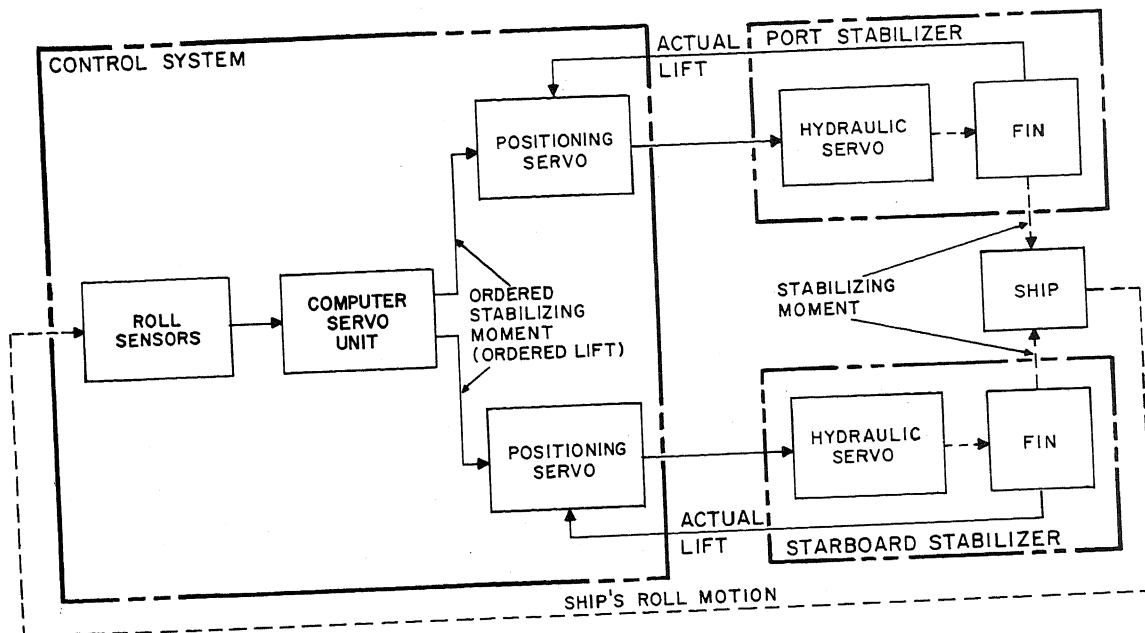 CONTROL SYSTEM
ACTUAL
LIFT
PORT STABILIZER
POSITIONING
SERVO
HYDRAULIC
SERVO
FIN
ROLL
SENSORS
COMPUTER
SERVO
UNIT
ORDERED
STABILIZING
MOMENT
(ORDERED LIFT)
STABILIZING
MOMENT
SHIP
POSITIONING
SERVO
HYDRAULIC
SERVO
FIN
ACTUAL
LIFT
STARBOARD STABILIZER
SHIP'S ROLL MOTION